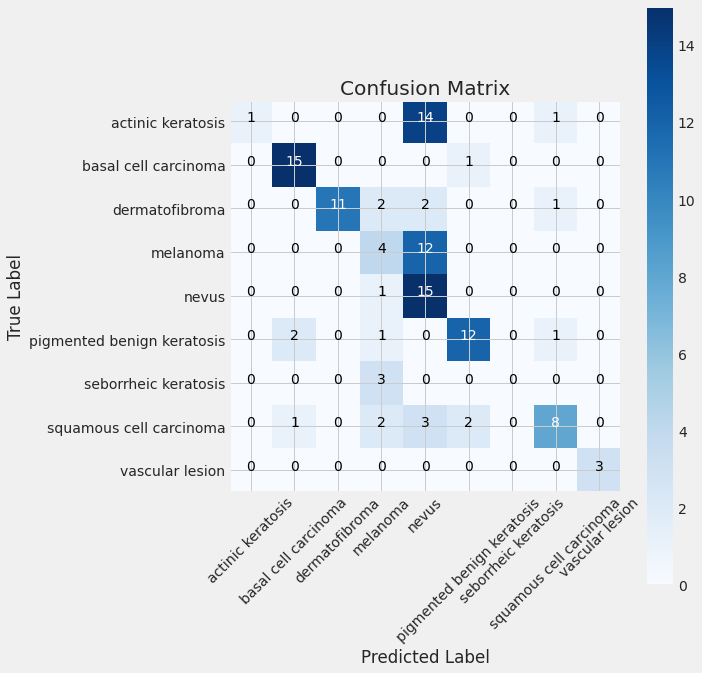 Confusion Matrix
True Label
actinic keratosis 1 0 0 0 14 0 0 1 0
basal cell carcinoma 0 15 0 0 0 1 0 0 0
dermatofibroma 0 0 11 2 2 0 0 1 0
melanoma 0 0 0 4 12 0 0 0 0
nevus 0 0 0 1 15 0 0 0 0
pigmented benign keratosis 0 2 0 1 0 12 0 1 0
seborrheic keratosis 0 0 0 3 0 0 0 0 0
squamous cell carcinoma 0 1 0 2 3 2 0 8 0
vascular lesion 0 0 0 0 0 0 0 0 3
actinic keratosis
basal cell carcinoma
dermatofibroma
melanoma
nevus
pigmented benign keratosis
seborrheic keratosis
squamous cell carcinoma
vascular lesion
Predicted Label
14
12
10
8
6
4
2
0